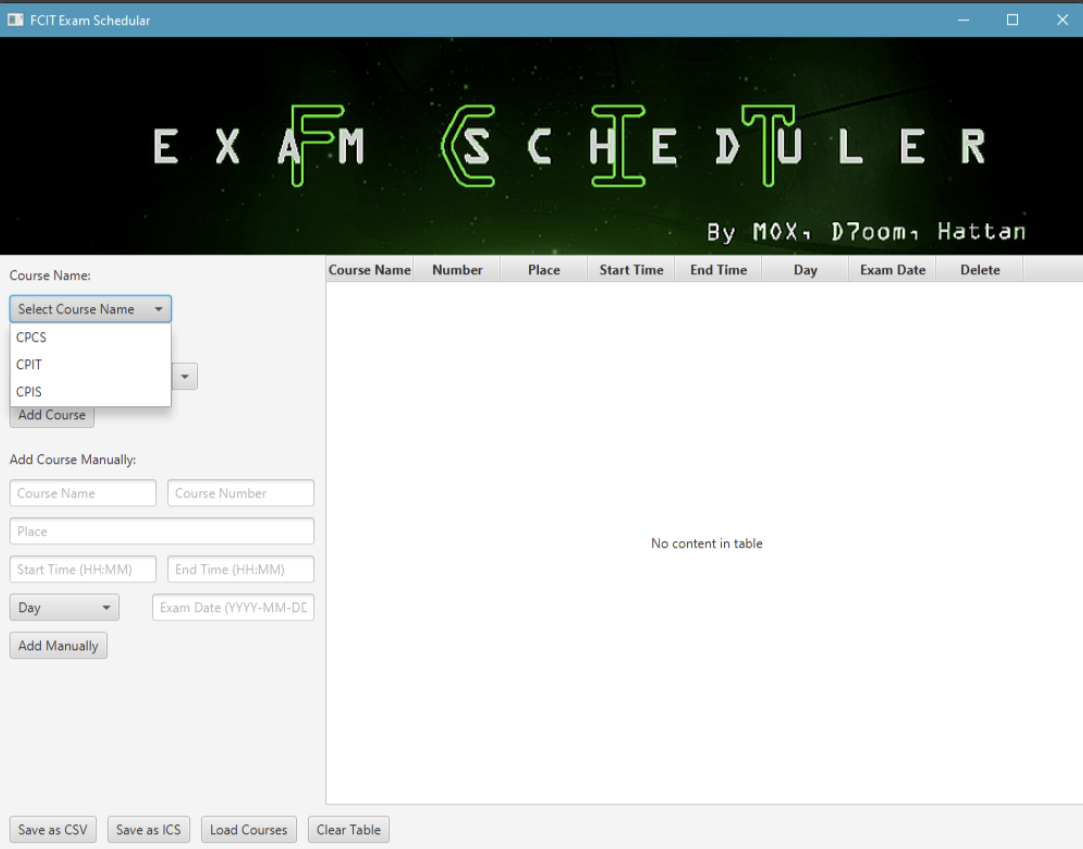 FCIT Exam Schedular
EXAM SCHEDULER
FCIT
By MOX, D7oom, Hattan
Course Name:
Select Course Name
CPCS
CPIT
CPIS
Add Course
Add Course Manually:
Course Name Course Number
Place
Start Time (HH:MM) End Time (HH:MM)
Day Exam Date (YYYY-MM-DD
Add Manually
Course Name Number Place Start Time End Time Day Exam Date Delete
No content in table
Save as CSV Save as ICS Load Courses Clear Table